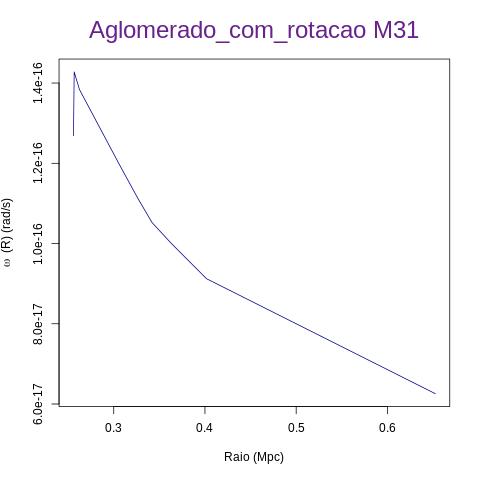 Aglomerado_com_rotacao M31
1.4e-16
1.2e-16
1.0e-16
8.0e-17
6.0e-17
ω (R) (rad/s)
0.3 0.4 0.5 0.6
Raio (Mpc)